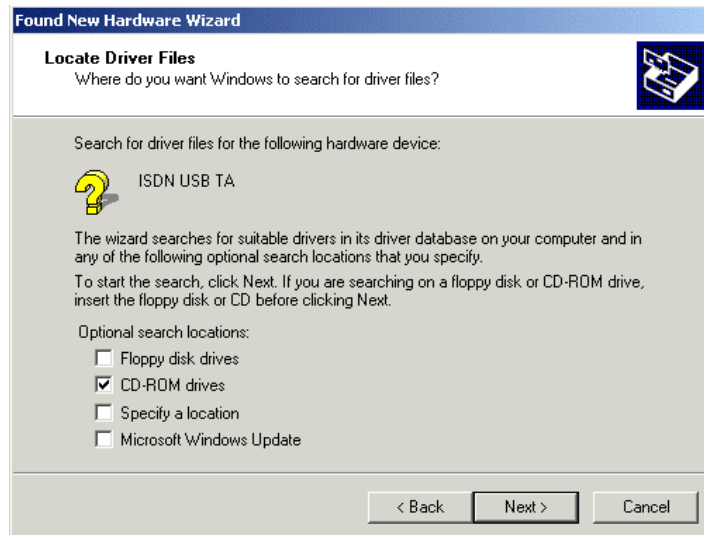 Found New Hardware Wizard
Locate Driver Files
Where do you want Windows to search for driver files?
Search for driver files for the following hardware device:
ISDN USB TA
The wizard searches for suitable drivers in its driver database on your computer and in
any of the following optional search locations that you specify.
To start the search, click Next. If you are searching on a floppy disk or CD-ROM drive,
insert the floppy disk or CD before clicking Next.
Optional search locations:
Floppy disk drives
CD-ROM drives
Specify a location
Microsoft Windows Update
< Back Next > Cancel